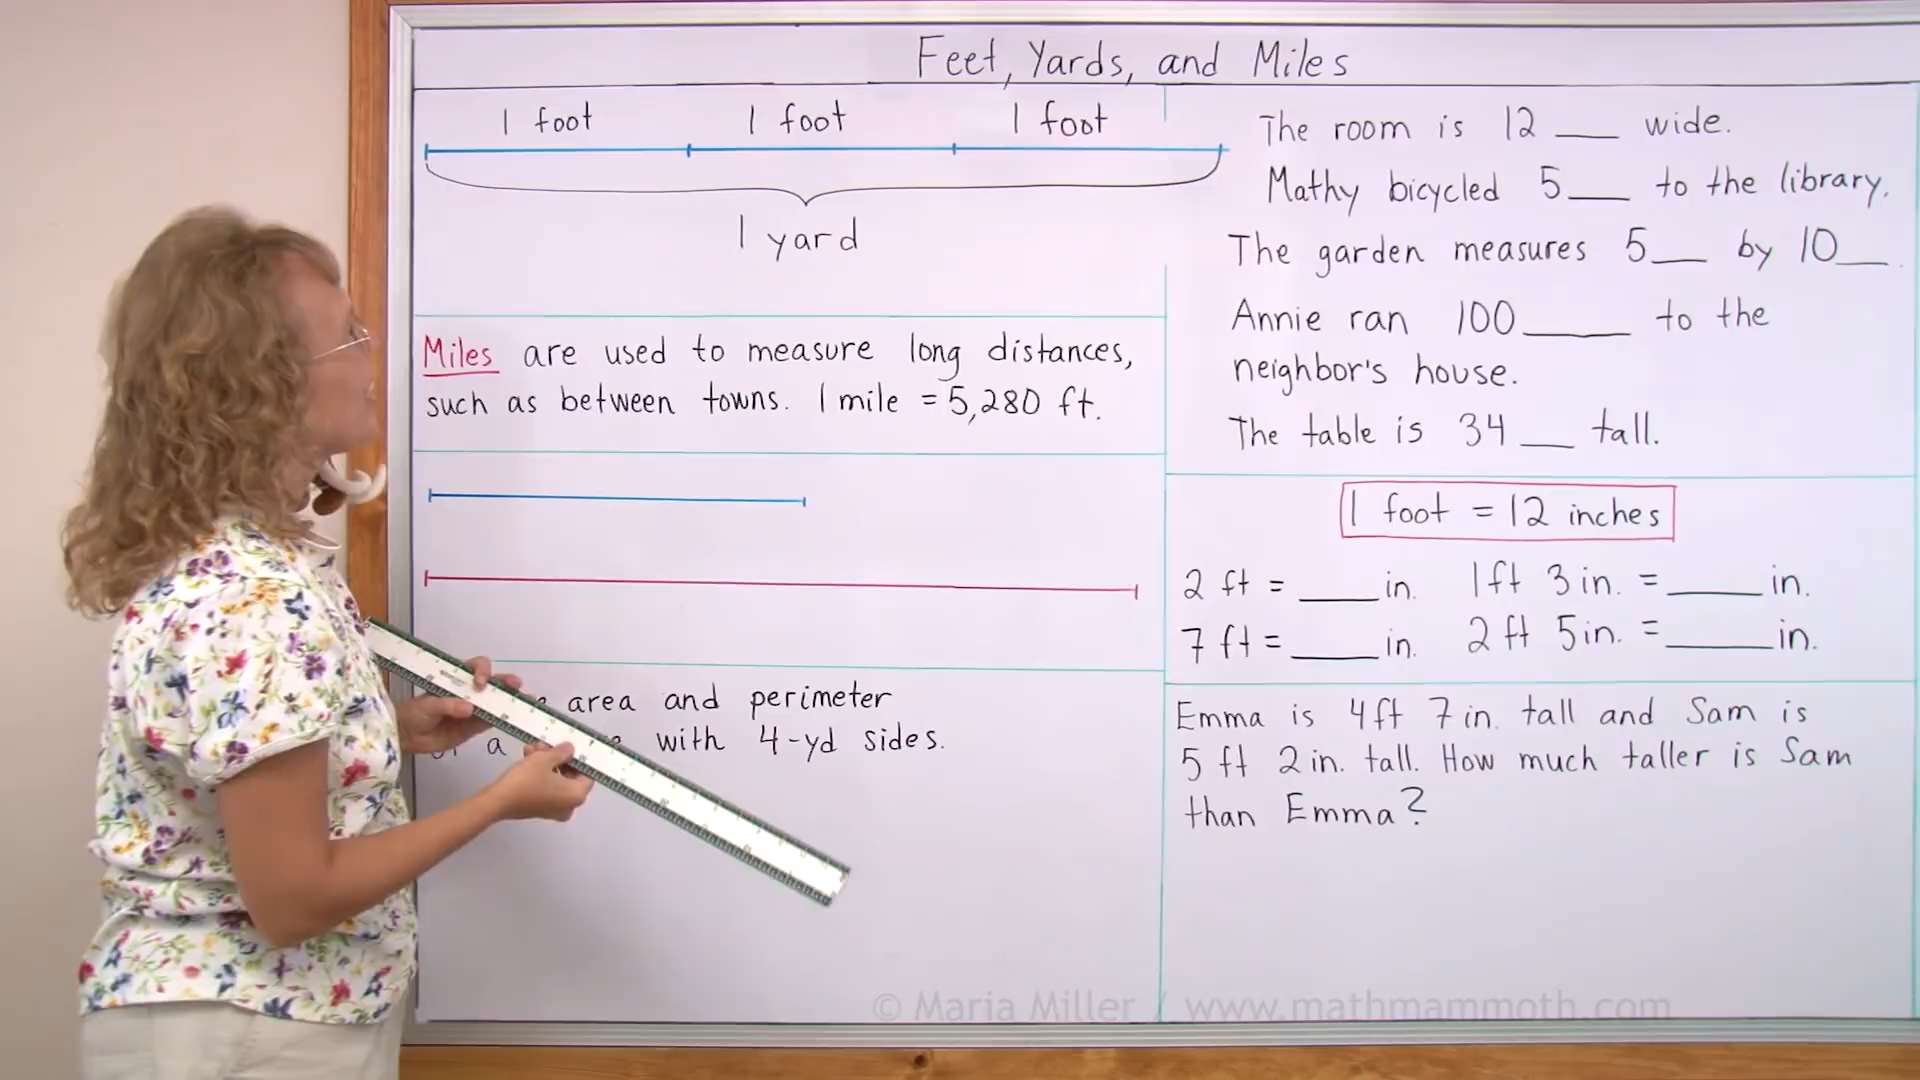 Feet, Yards, and Miles
1 foot 1 foot 1 foot
1 yard
Miles are used to measure long distances,
such as between towns. 1 mile = 5,280 ft.
area and perimeter
a with 4-yd sides.
The room is 12 ___ wide.
Mathy bicycled 5 ___ to the library.
The garden measures 5 ___ by 10 ___.
Annie ran 100 _____ to the
neighbor's house.
The table is 34 ___ tall.
1 foot = 12 inches
2 ft = ____ in. 1 ft 3 in. = _____ in.
7 ft = ____ in. 2 ft 5 in. = _____ in.
Emma is 4 ft 7 in. tall and Sam is
5 ft 2 in. tall. How much taller is Sam
than Emma?
© Maria Miller / www.mathmammoth.com